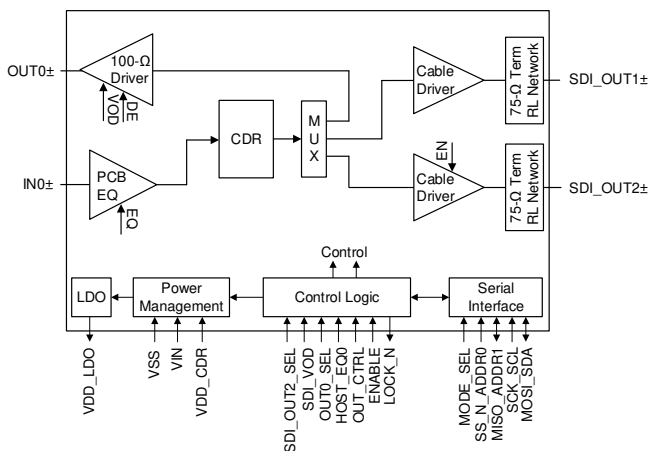 OUT0±
100-Ω
Driver
VOD
DE
IN0±
PCB
EQ
EQ
CDR
M
U
X
Cable
Driver
75-Ω Term
RL Network
SDI_OUT1±
EN
Cable
Driver
75-Ω Term
RL Network
SDI_OUT2±
Control
LDO
Power
Management
Control Logic
Serial
Interface
VDD_LDO
VSS
VIN
VDD_CDR
SDI_OUT2_SEL
SDI_VOD
OUT0_SEL
HOST_EQ0
OUT_CTRL
ENABLE
LOCK_N
MODE_SEL
SS_N_ADDR0
MISO_ADDR1
SCK_SCL
MOSI_SDA